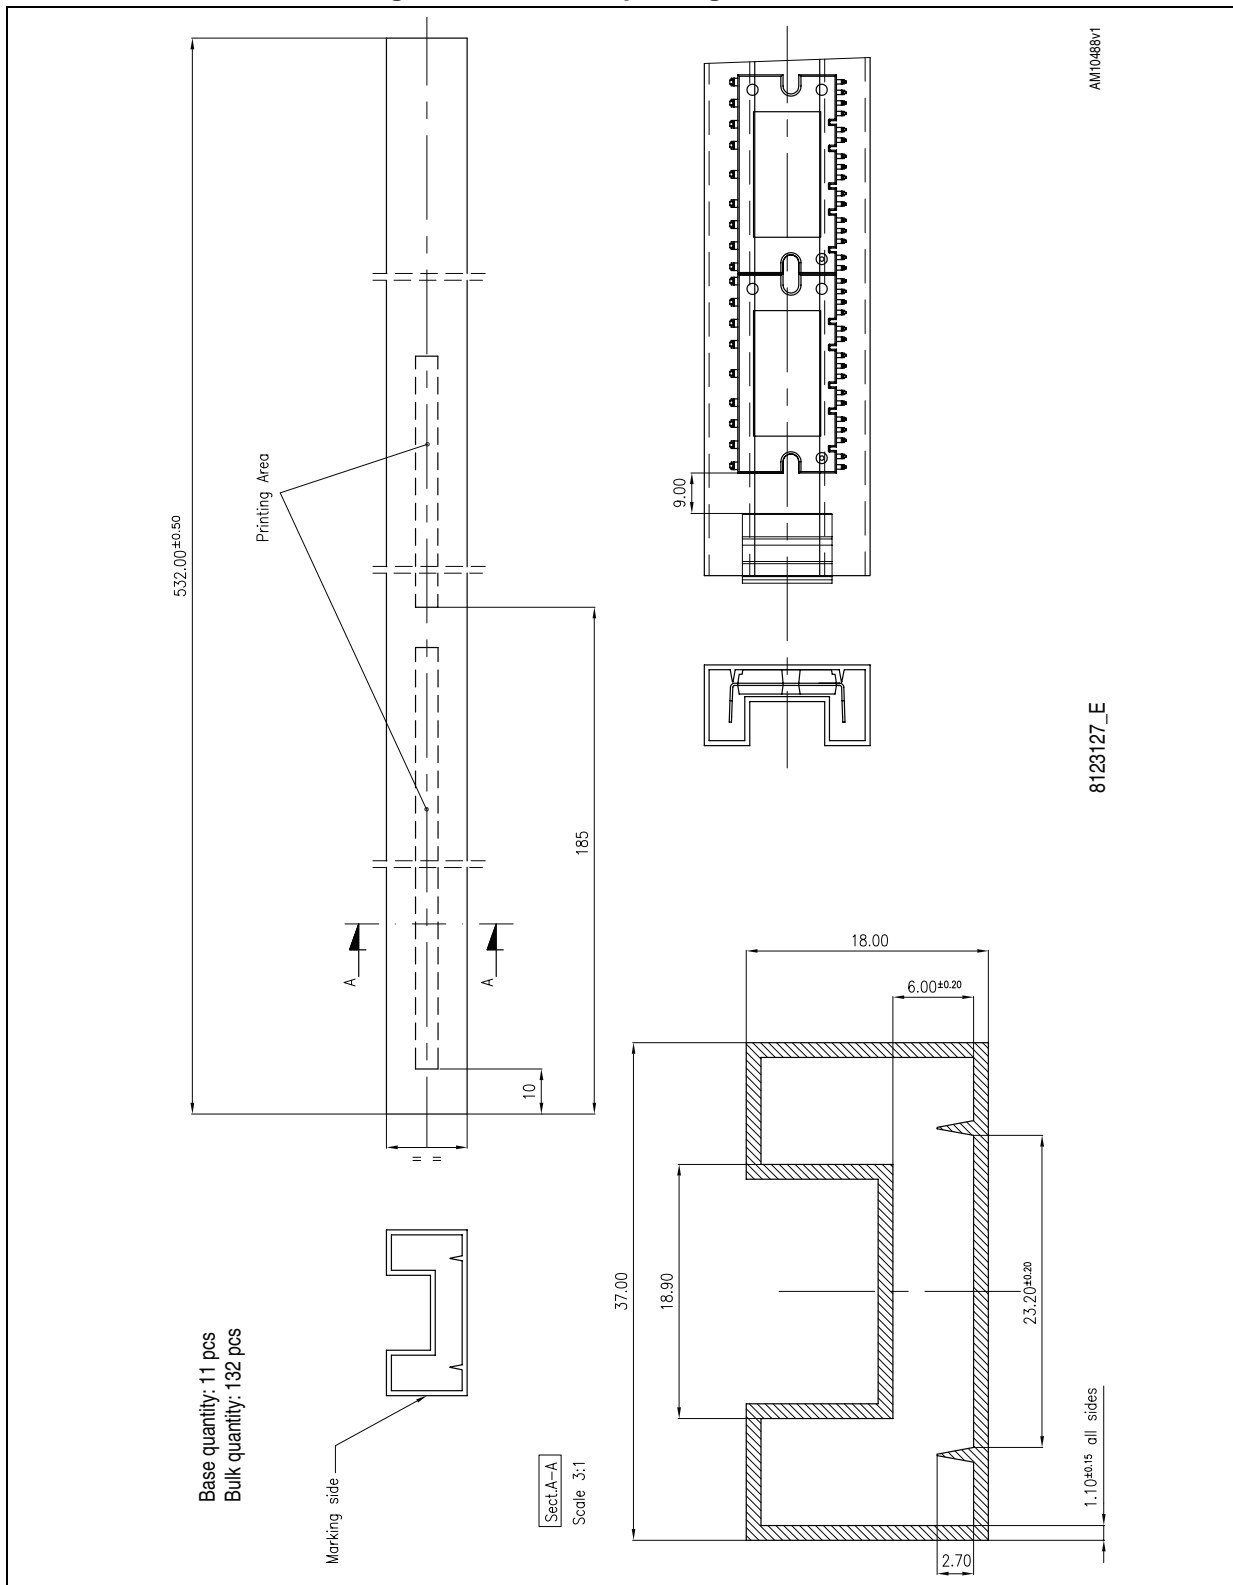 AM10488v1
532.00±0.50
Printing Area
185
10
= =
A
A
9.00
8123127_E
Base quantity: 11 pcs
Bulk quantity: 132 pcs
Marking side
Sect.A-A
Scale 3:1
18.00
6.00±0.20
37.00
18.90
23.20±0.20
1.10±0.15 all sides
2.70